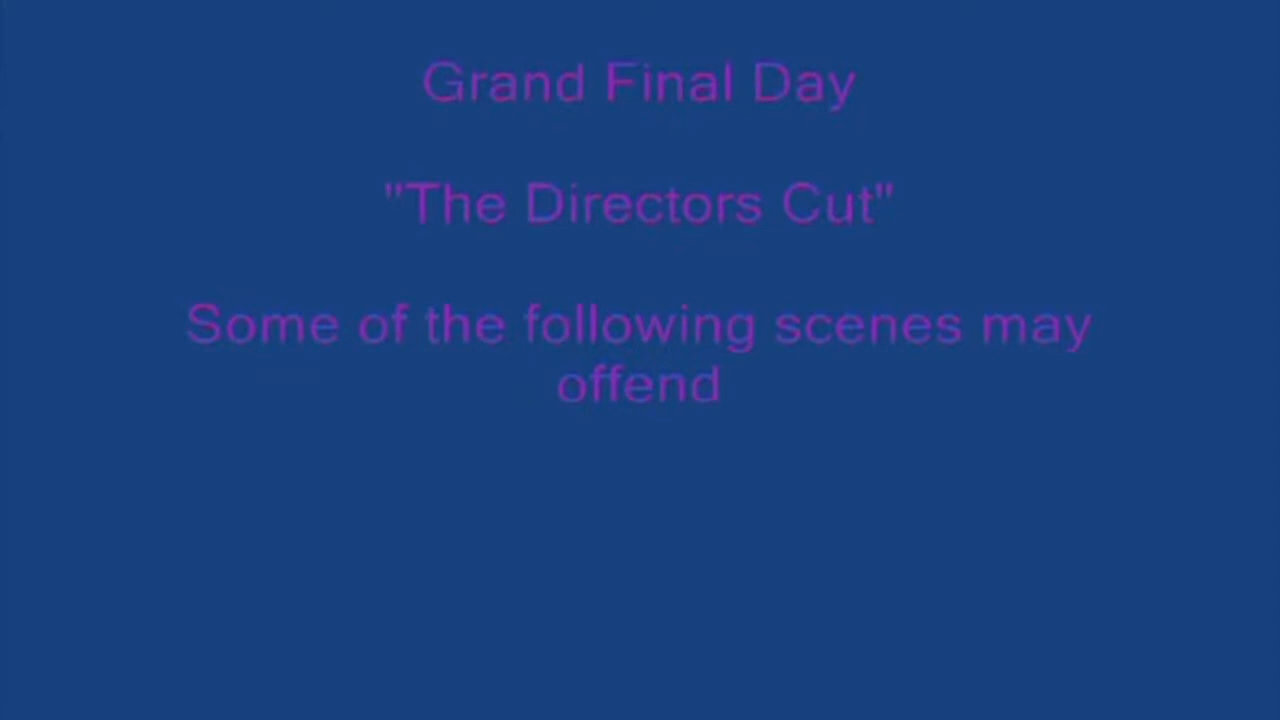 Grand Final Day
"The Directors Cut"
Some of the following scenes may
offend